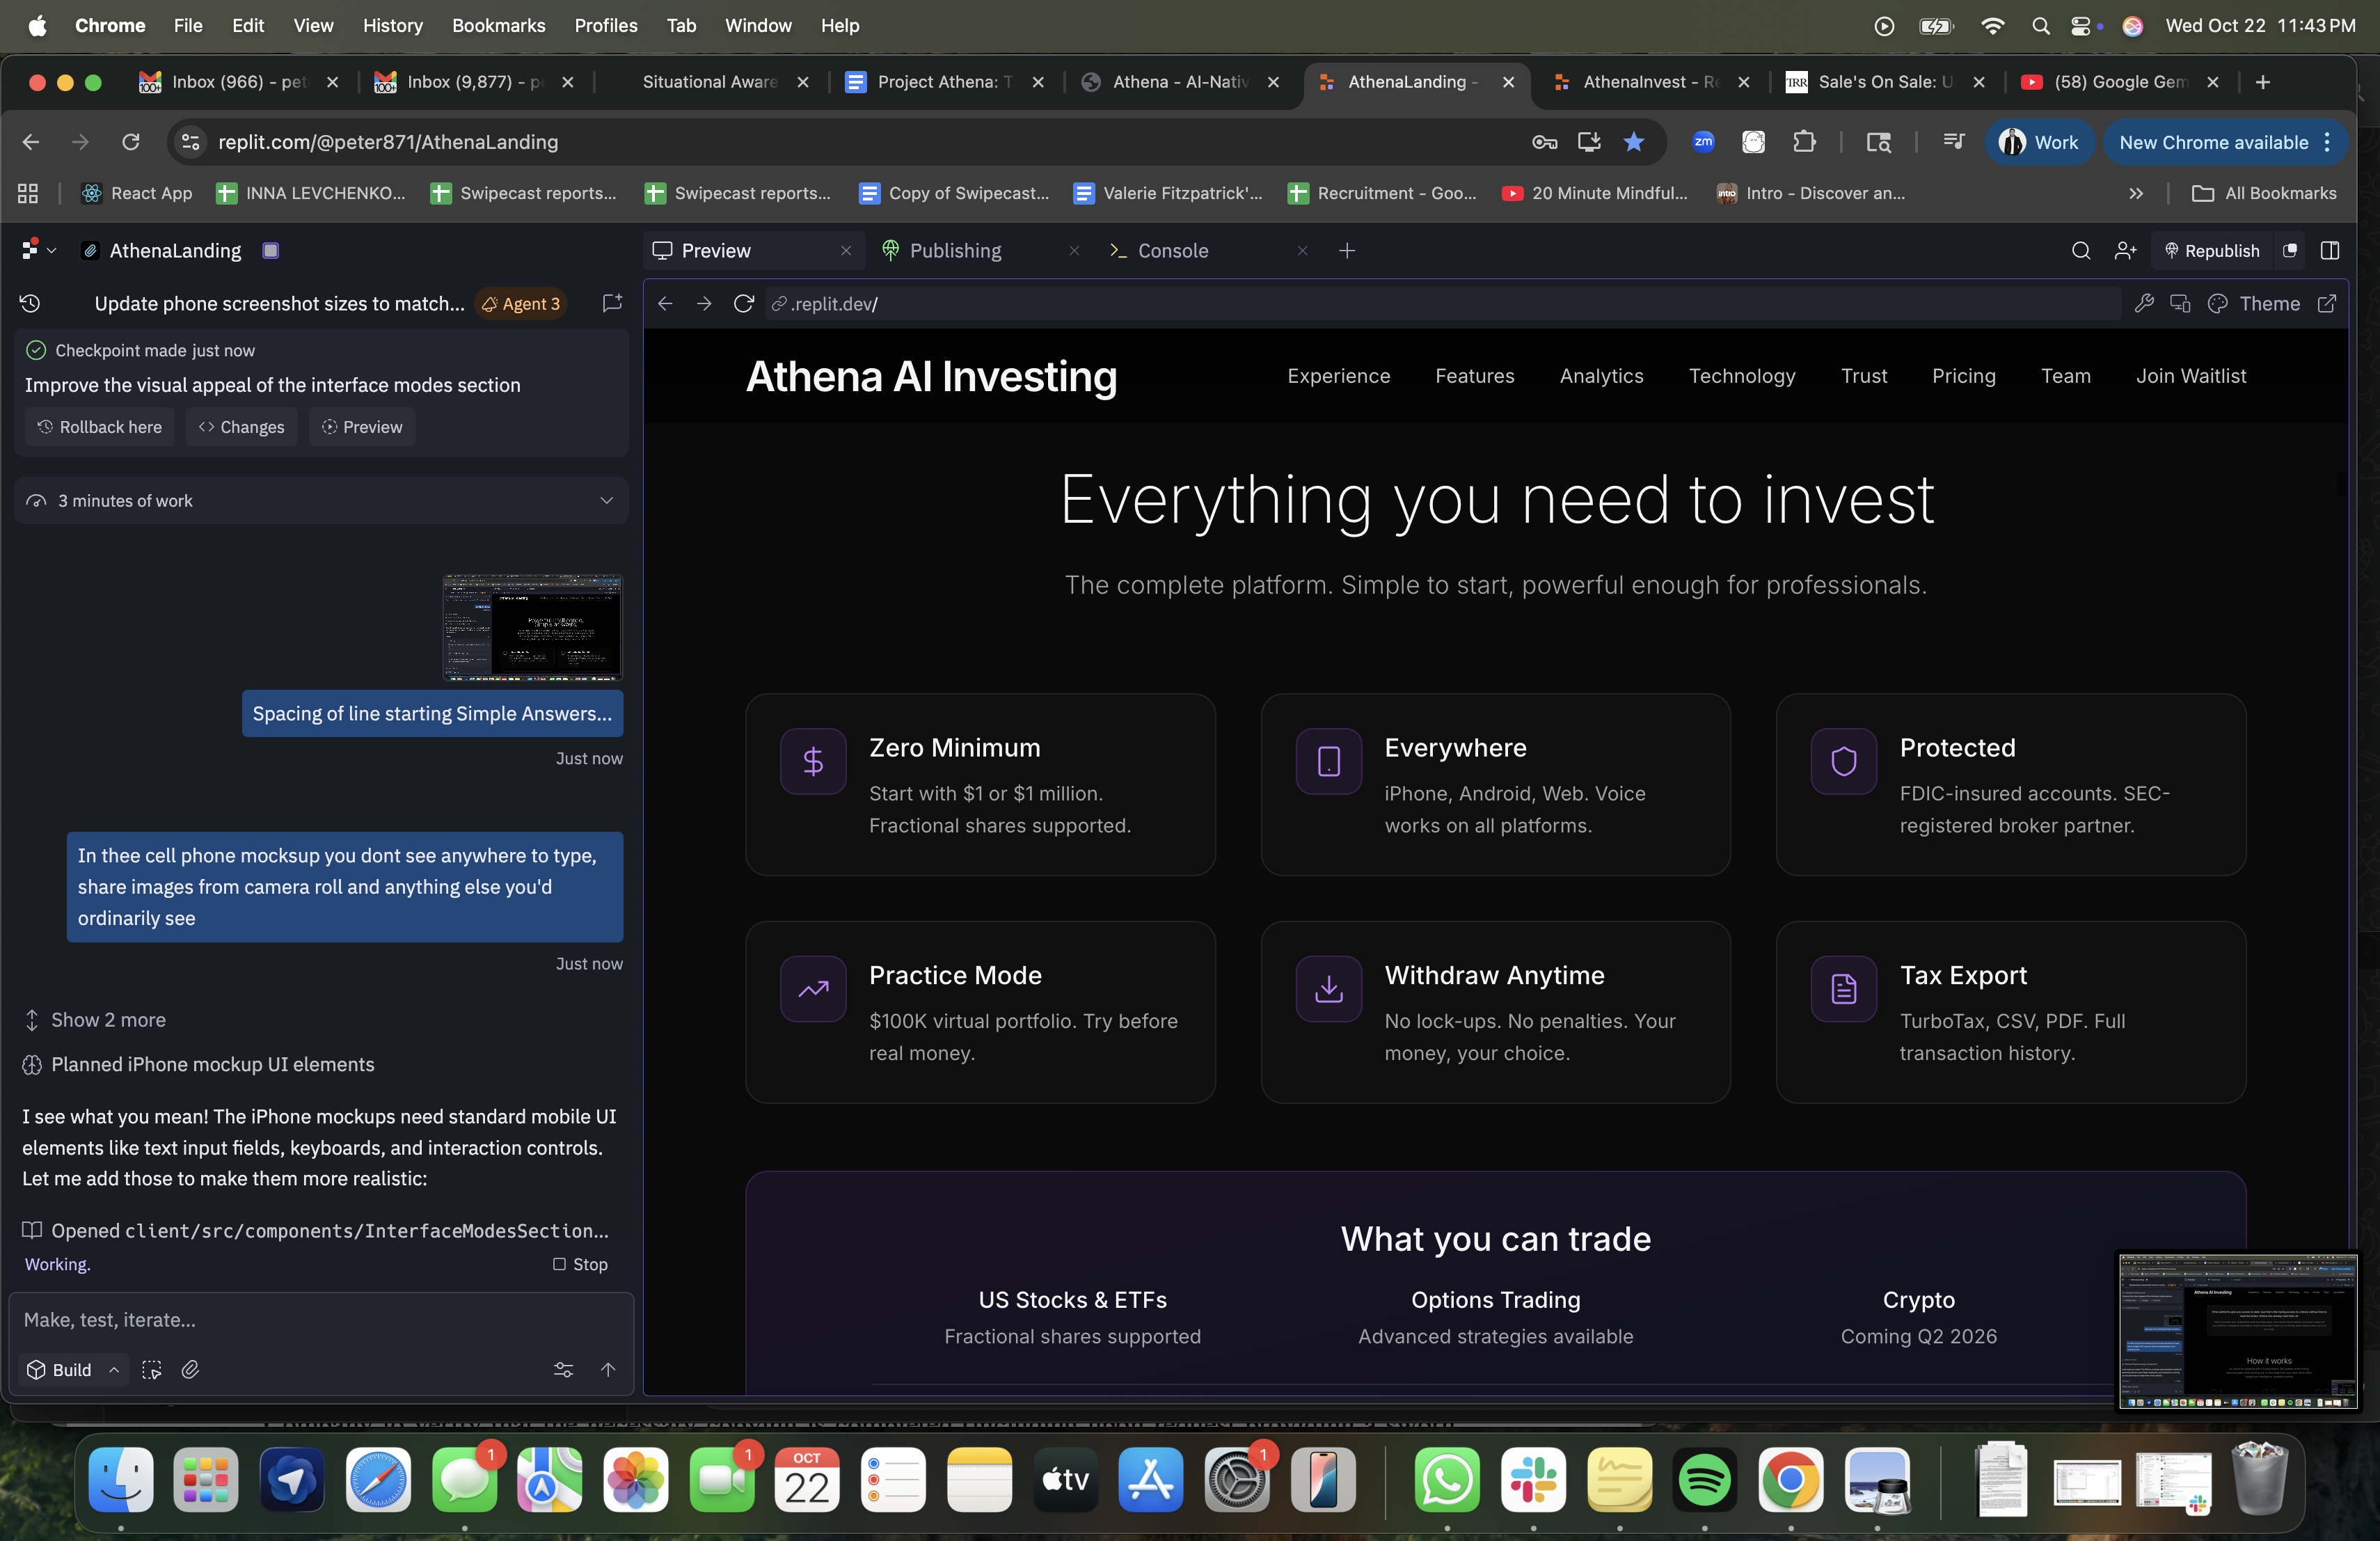 Chrome File Edit View History Bookmarks Profiles Tab Window Help Wed Oct 22 11:43 PM
Inbox (966) - pet Inbox (9,877) - p Situational Aware Project Athena: T Athena - AI-Nativ AthenaLanding - AthenaInvest - Re TRR Sale's On Sale: U (58) Google Gem
replit.com/@peter871/AthenaLanding zm Work New Chrome available
React App INNA LEVCHENKO... Swipecast reports... Swipecast reports... Copy of Swipecast... Valerie Fitzpatrick'... Recruitment - Goo... 20 Minute Mindful... Intro - Discover an... All Bookmarks
AthenaLanding Preview Publishing Console Republish
Update phone screenshot sizes to match... Agent 3
.replit.dev/ Theme
Checkpoint made just now
Improve the visual appeal of the interface modes section
Rollback here Changes Preview
3 minutes of work
Spacing of line starting Simple Answers...
Just now
In thee cell phone mocksup you dont see anywhere to type,
share images from camera roll and anything else you'd
ordinarily see
Just now
Show 2 more
Planned iPhone mockup UI elements
I see what you mean! The iPhone mockups need standard mobile UI
elements like text input fields, keyboards, and interaction controls.
Let me add those to make them more realistic:
Opened client/src/components/InterfaceModesSection...
Working. Stop
Make, test, iterate...
Build
Athena AI Investing Experience Features Analytics Technology Trust Pricing Team Join Waitlist
Everything you need to invest
The complete platform. Simple to start, powerful enough for professionals.
Zero Minimum
Start with $1 or $1 million.
Fractional shares supported.
Everywhere
iPhone, Android, Web. Voice
works on all platforms.
Protected
FDIC-insured accounts. SEC-
registered broker partner.
Practice Mode
$100K virtual portfolio. Try before
real money.
Withdraw Anytime
No lock-ups. No penalties. Your
money, your choice.
Tax Export
TurboTax, CSV, PDF. Full
transaction history.
What you can trade
US Stocks & ETFs
Fractional shares supported
Options Trading
Advanced strategies available
Crypto
Coming Q2 2026
Athena AI Investing
How it works
1 1 OCT 22 tv 1